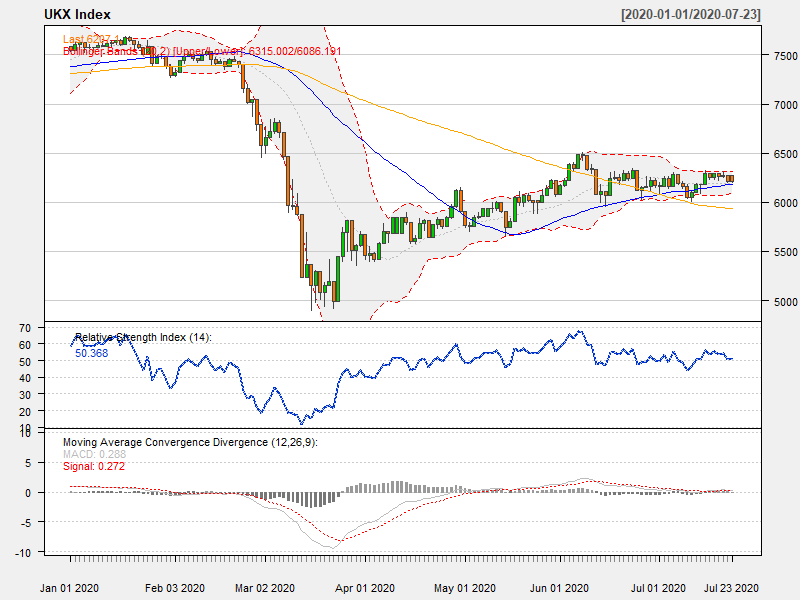 UKX Index
[2020-01-01/2020-07-23]
Last 6207.1
Bollinger Bands (20,2) [Upper/Lower]: 6315.002/6086.191
7500
7000
6500
6000
5500
5000
Relative Strength Index (14):
50.368
70
60
50
40
30
20
10
Moving Average Convergence Divergence (12,26,9):
MACD: 0.288
Signal: 0.272
10
5
0
-5
-10
Jan 01 2020 Feb 03 2020 Mar 02 2020 Apr 01 2020 May 01 2020 Jun 01 2020 Jul 01 2020 Jul 23 2020